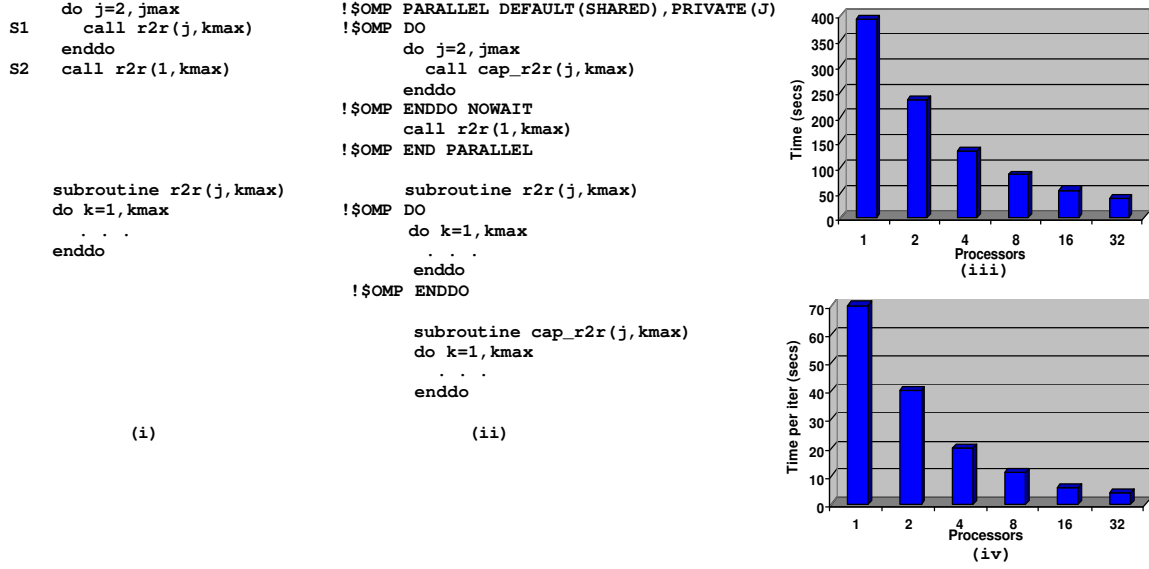 do j=2,jmax
S1 call r2r(j,kmax)
enddo
S2 call r2r(1,kmax)
subroutine r2r(j,kmax)
do k=1,kmax
. . .
enddo
(i)
!$OMP PARALLEL DEFAULT(SHARED),PRIVATE(J)
!$OMP DO
do j=2,jmax
call cap_r2r(j,kmax)
enddo
!$OMP ENDDO NOWAIT
call r2r(1,kmax)
!$OMP END PARALLEL
subroutine r2r(j,kmax)
!$OMP DO
do k=1,kmax
. . .
enddo
!$OMP ENDDO
subroutine cap_r2r(j,kmax)
do k=1,kmax
. . .
enddo
(ii)
Time (secs)
400
350
300
250
200
150
100
50
0
1 2 4 8 16 32
Processors
(iii)
Time per iter (secs)
70
60
50
40
30
20
10
0
1 2 4 8 16 32
Processors
(iv)